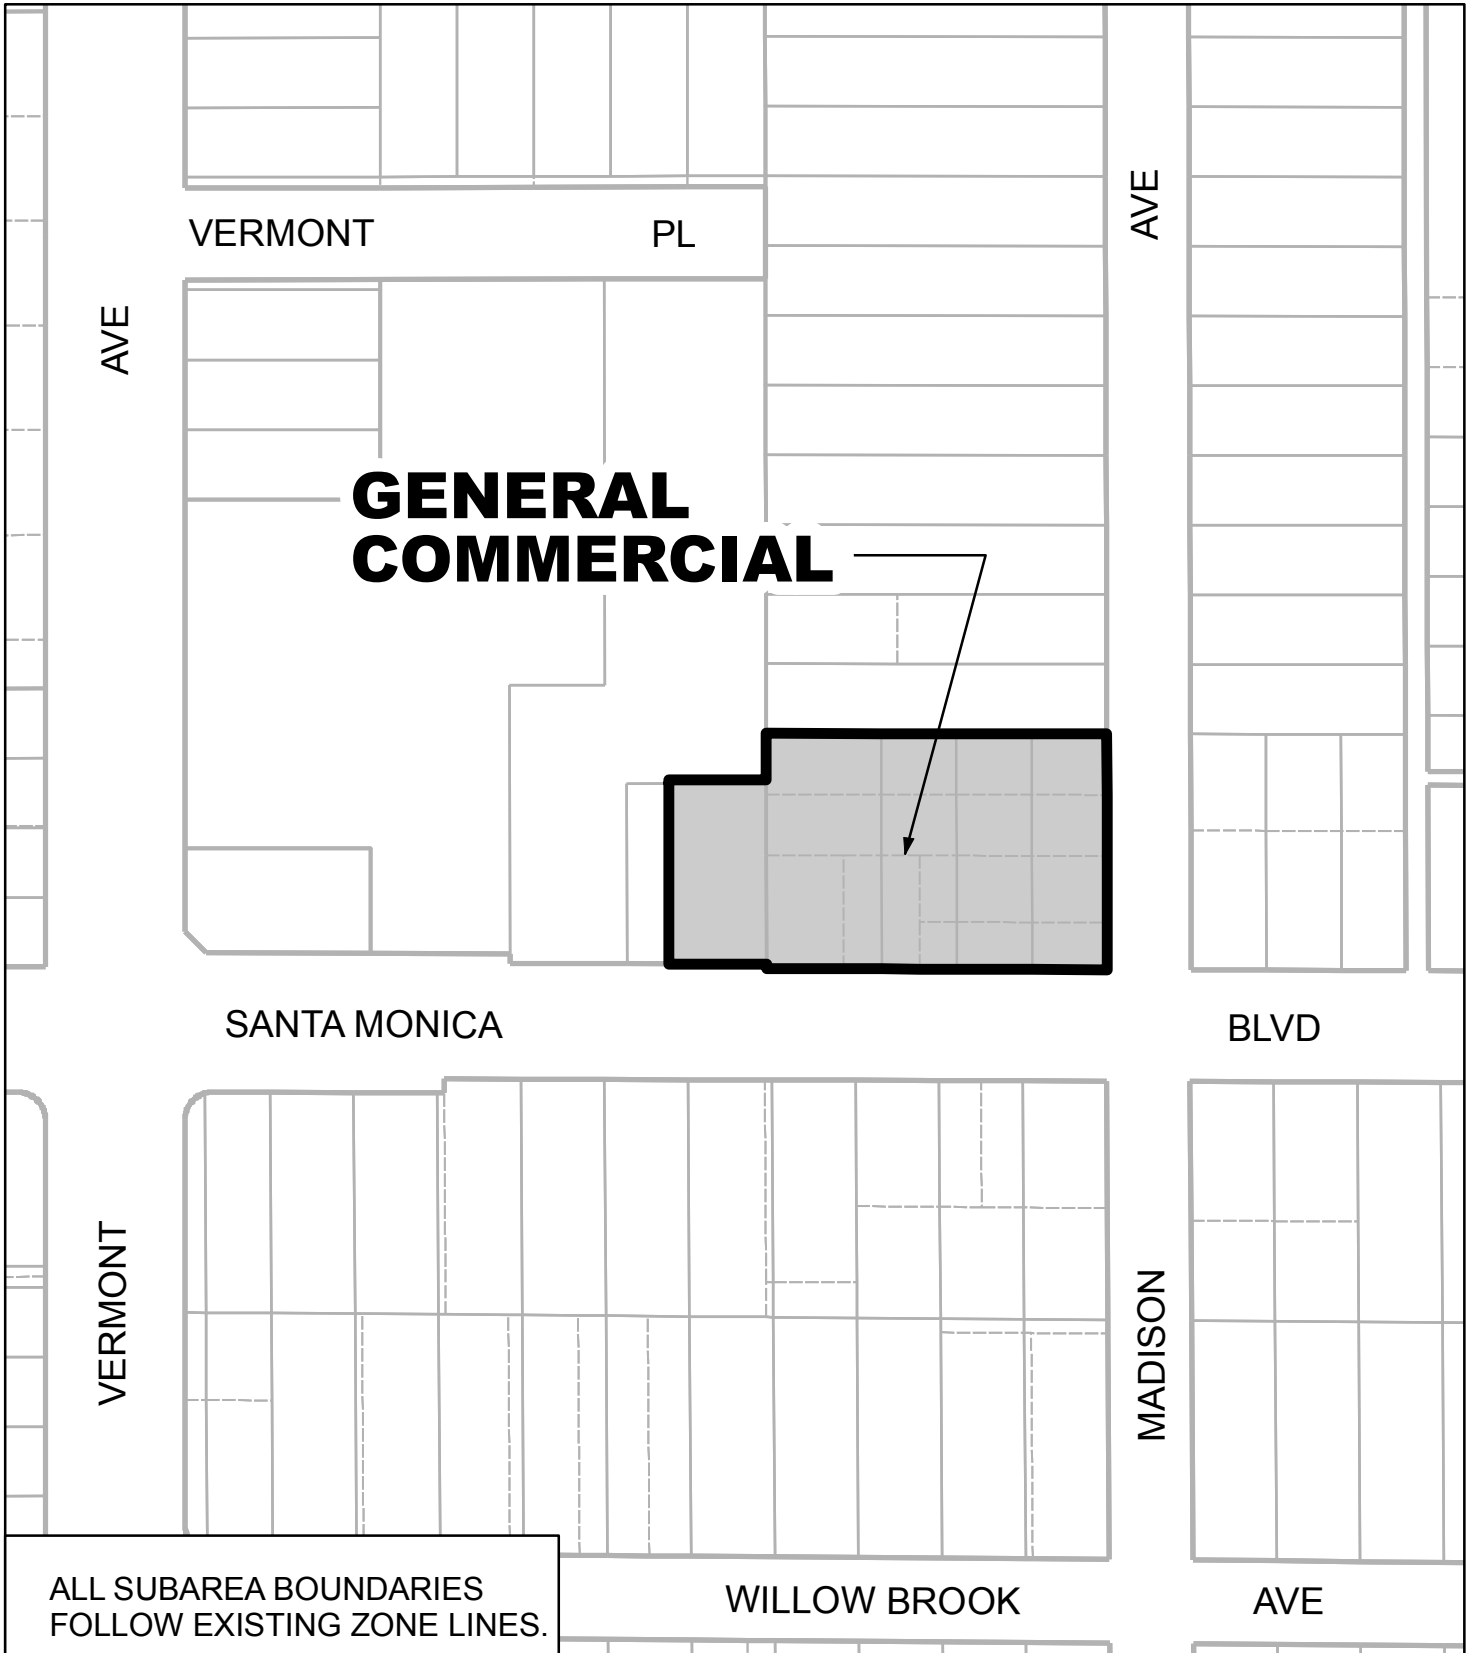 VERMONT PL
AVE
AVE
GENERAL
COMMERCIAL
SANTA MONICA BLVD
VERMONT
MADISON
ALL SUBAREA BOUNDARIES
FOLLOW EXISTING ZONE LINES.
WILLOW BROOK AVE